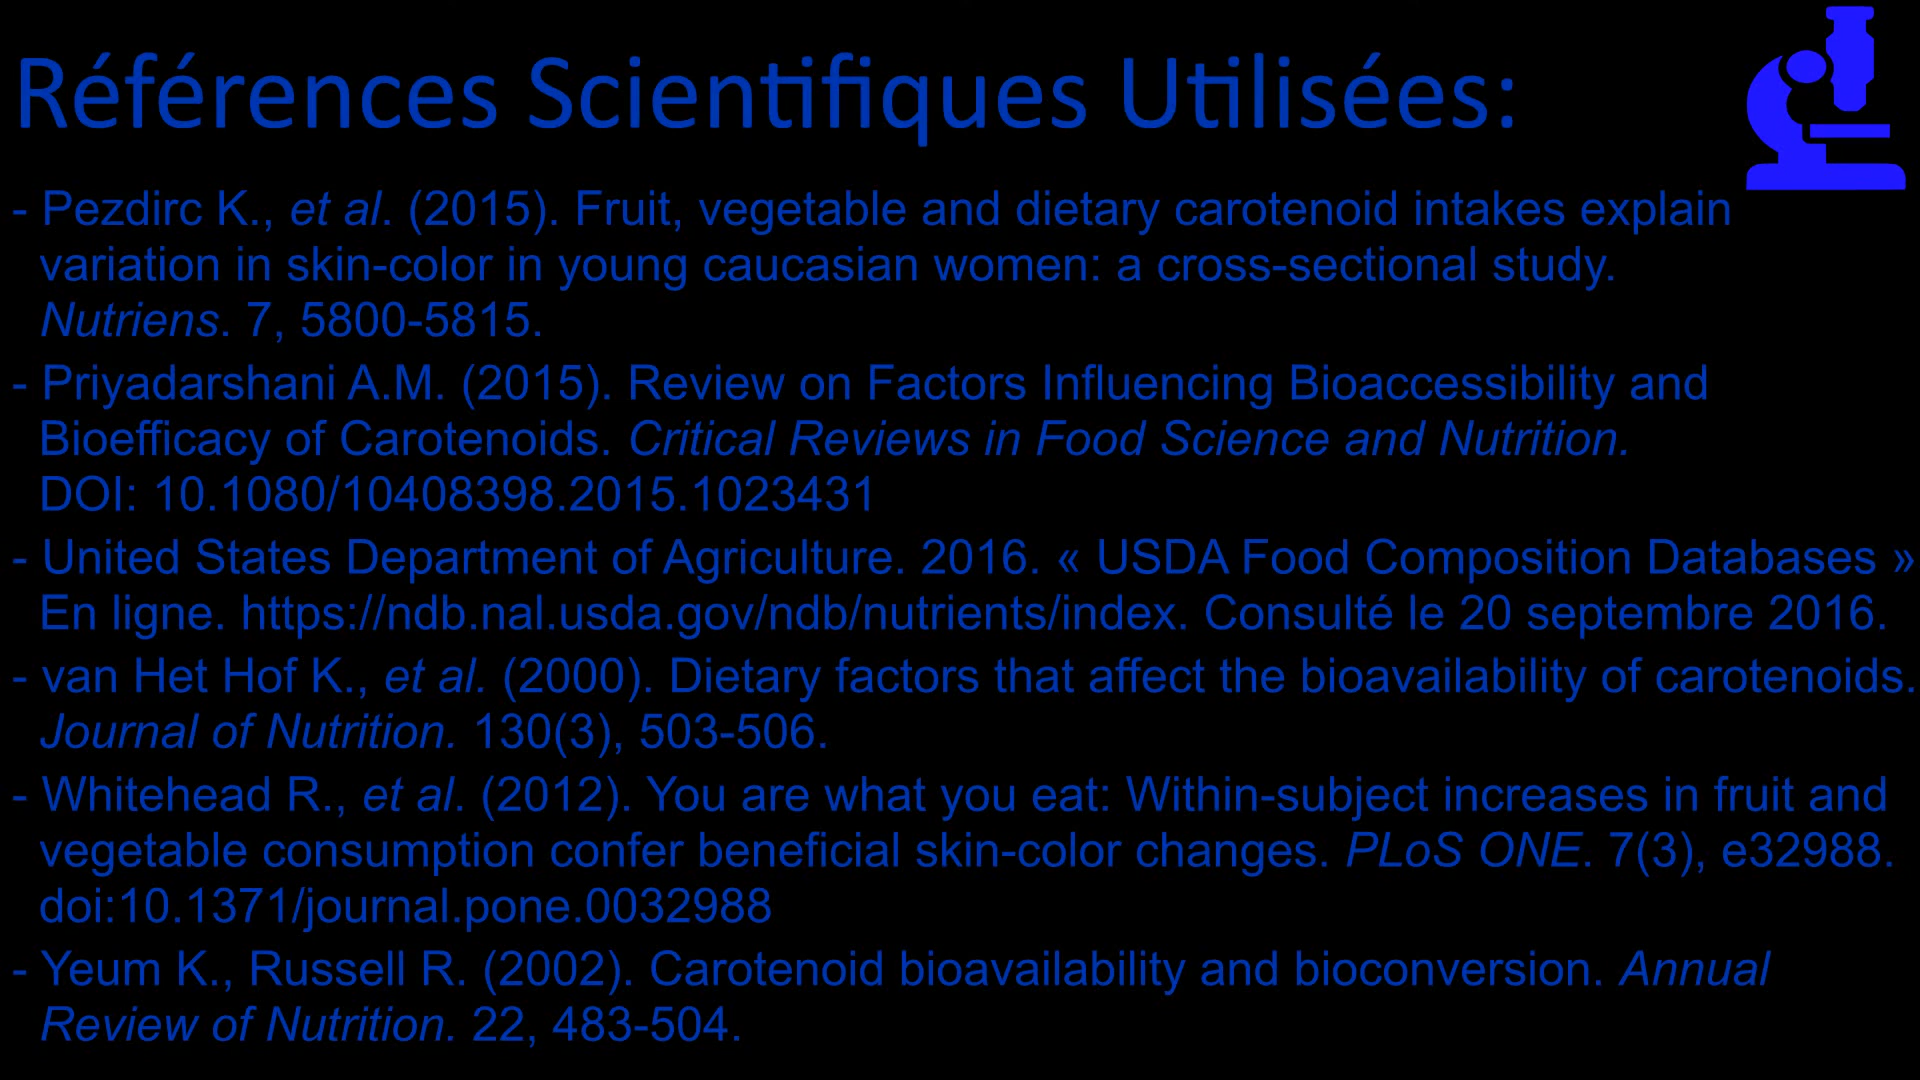 Références Scientifiques Utilisées:
- Pezdirc K., et al. (2015). Fruit, vegetable and dietary carotenoid intakes explain
variation in skin-color in young caucasian women: a cross-sectional study.
Nutriens. 7, 5800-5815.
- Priyadarshani A.M. (2015). Review on Factors Influencing Bioaccessibility and
Bioefficacy of Carotenoids. Critical Reviews in Food Science and Nutrition.
DOI: 10.1080/10408398.2015.1023431
- United States Department of Agriculture. 2016. « USDA Food Composition Databases »
En ligne. https://ndb.nal.usda.gov/ndb/nutrients/index. Consulté le 20 septembre 2016.
- van Het Hof K., et al. (2000). Dietary factors that affect the bioavailability of carotenoids.
Journal of Nutrition. 130(3), 503-506.
- Whitehead R., et al. (2012). You are what you eat: Within-subject increases in fruit and
vegetable consumption confer beneficial skin-color changes. PLoS ONE. 7(3), e32988.
doi:10.1371/journal.pone.0032988
- Yeum K., Russell R. (2002). Carotenoid bioavailability and bioconversion. Annual
Review of Nutrition. 22, 483-504.